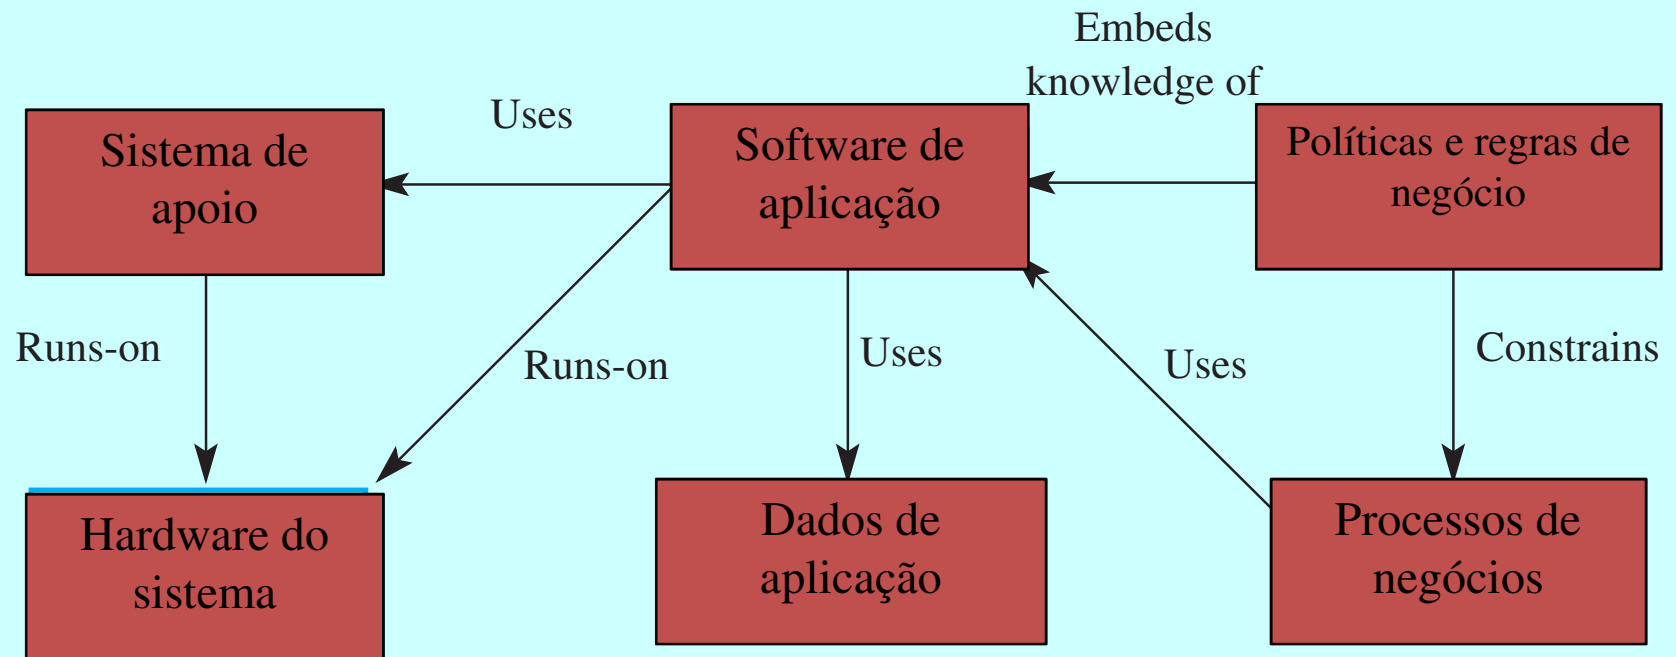 Embeds
knowledge of
Uses
Sistema de
apoio
Software de
aplicação
Políticas e regras de
negócio
Runs-on
Runs-on
Uses
Uses
Constrains
Hardware do
sistema
Dados de
aplicação
Processos de
negócios